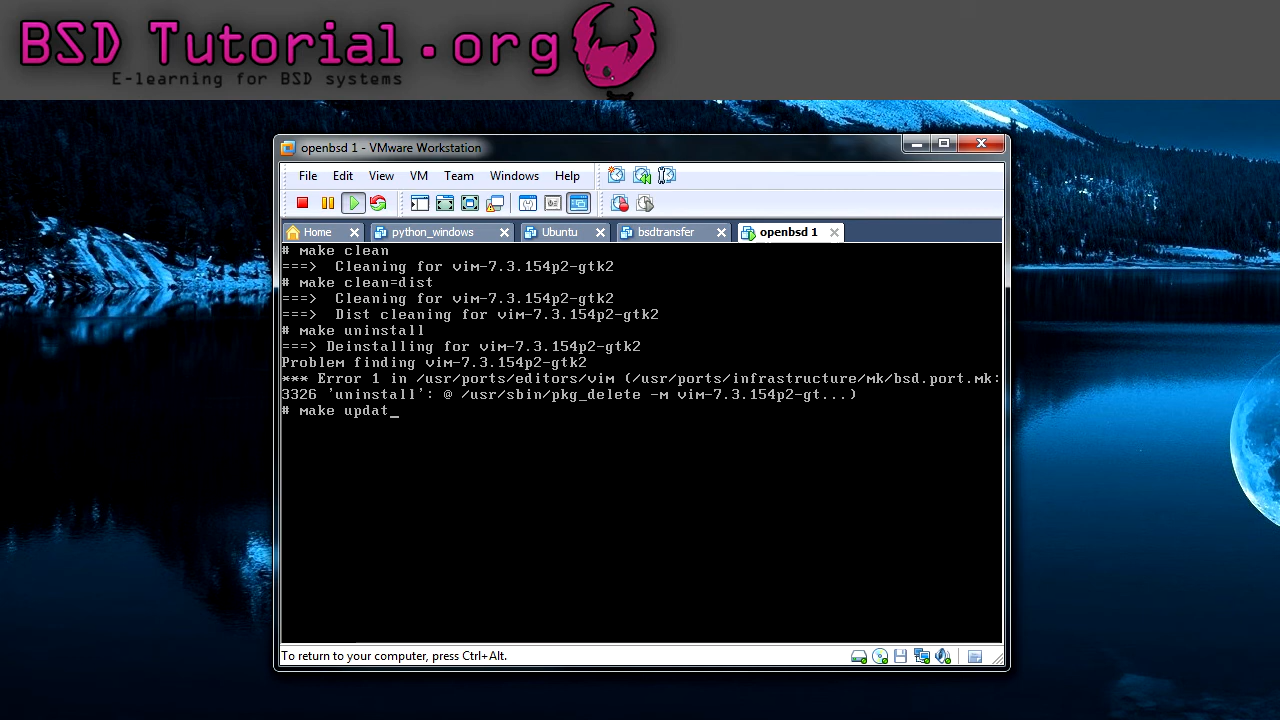 BSD Tutorial.org
E-learning for BSD systems
openbsd 1 - VMware Workstation
File Edit View VM Team Windows Help
Home python_windows Ubuntu bsdtransfer openbsd 1
# make clean
===>  Cleaning for vim-7.3.154p2-gtk2
# make clean=dist
===>  Cleaning for vim-7.3.154p2-gtk2
===>  Dist cleaning for vim-7.3.154p2-gtk2
# make uninstall
===> Deinstalling for vim-7.3.154p2-gtk2
Problem finding vim-7.3.154p2-gtk2
*** Error 1 in /usr/ports/editors/vim (/usr/ports/infrastructure/mk/bsd.port.mk:
3326 'uninstall': @ /usr/sbin/pkg_delete -m vim-7.3.154p2-gt...)
# make updat_
To return to your computer, press Ctrl+Alt.